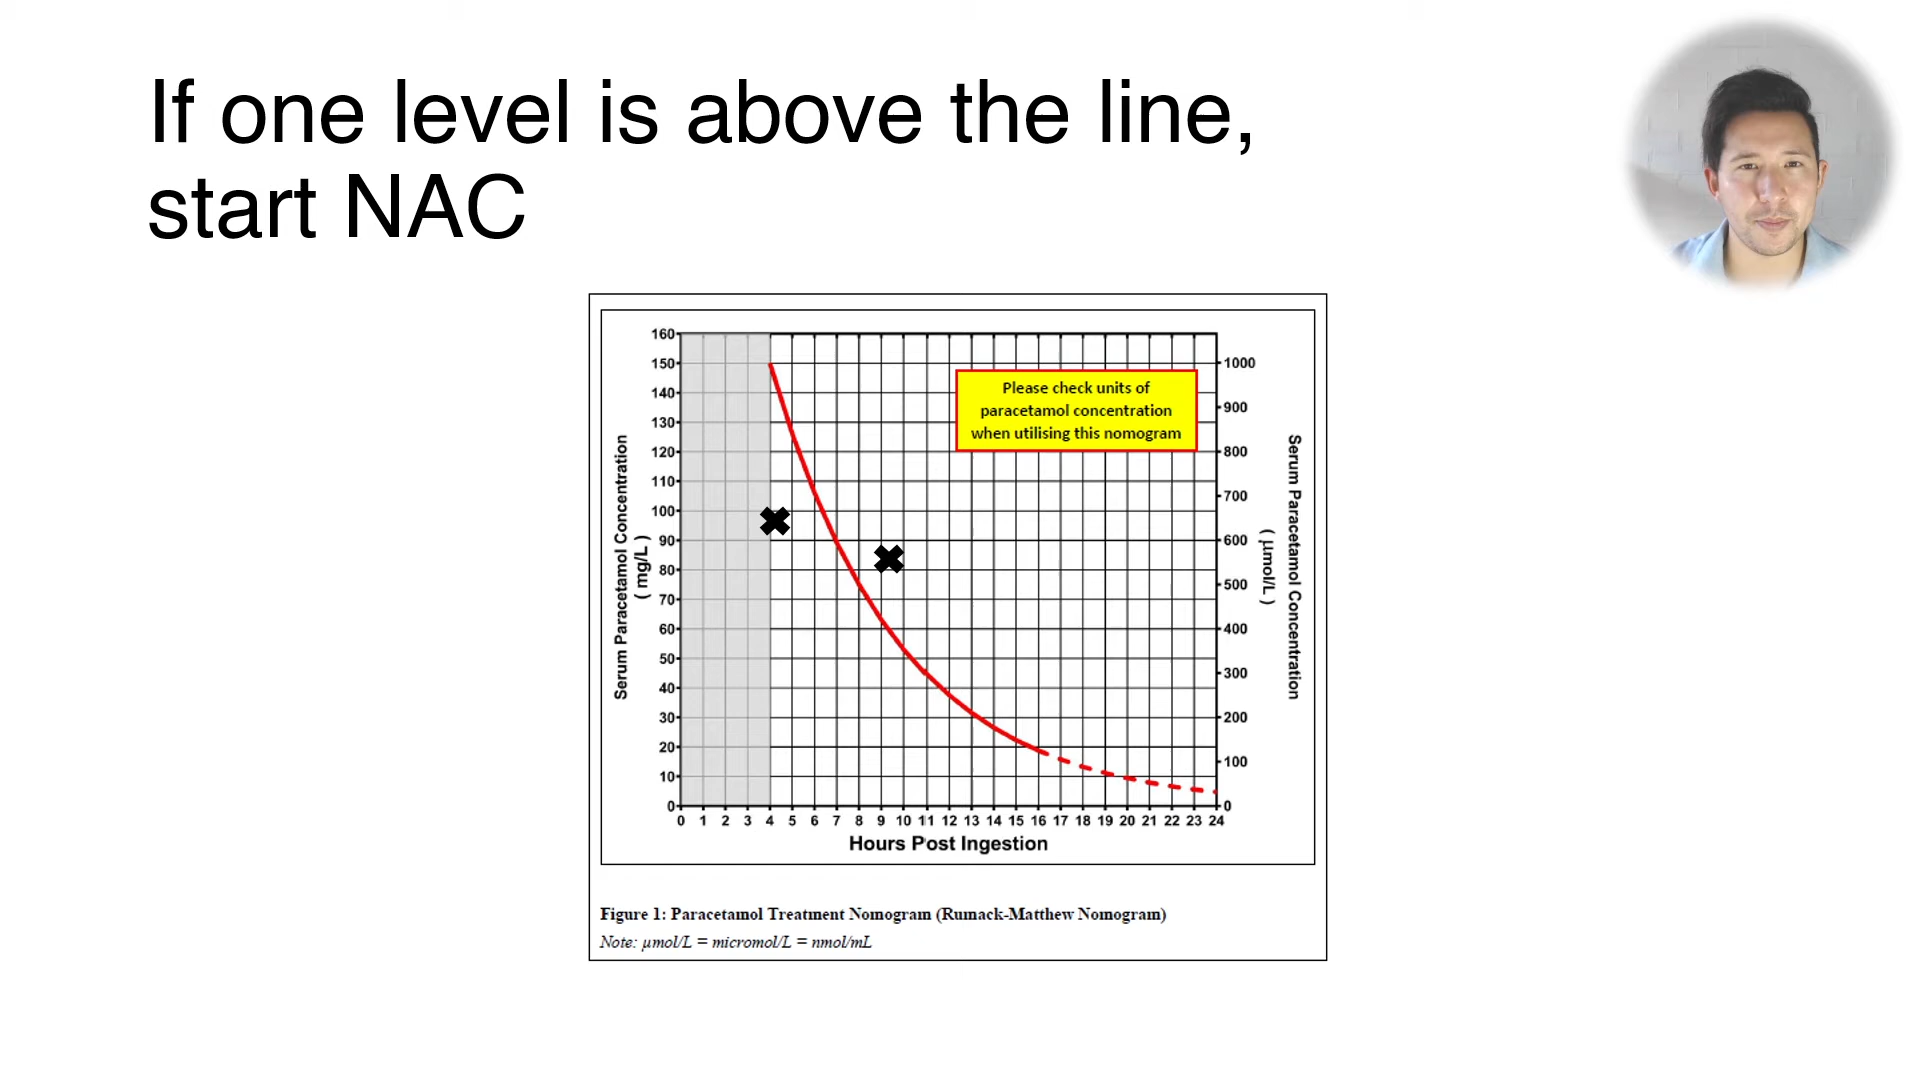 If one level is above the line,
start NAC
160
150
140
130
120
110
100
90
80
70
60
50
40
30
20
10
0
Serum Paracetamol Concentration
( mg/L )
Please check units of
paracetamol concentration
when utilising this nomogram
1000
900
800
700
600
500
400
300
200
100
0
Serum Paracetamol Concentration
( µmol/L )
0 1 2 3 4 5 6 7 8 9 10 11 12 13 14 15 16 17 18 19 20 21 22 23 24
Hours Post Ingestion
Figure 1: Paracetamol Treatment Nomogram (Rumack-Matthew Nomogram)
Note: µmol/L = micromol/L = nmol/mL